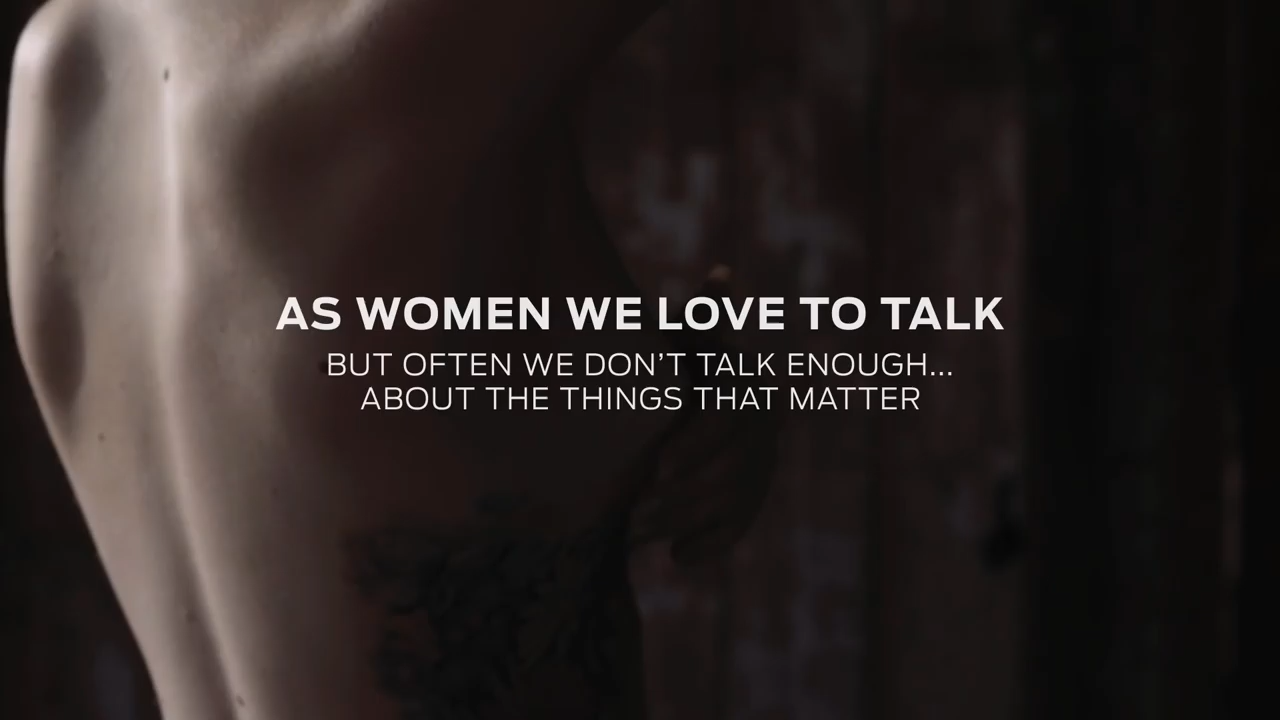 AS WOMEN WE LOVE TO TALK
BUT OFTEN WE DON’T TALK ENOUGH...
ABOUT THE THINGS THAT MATTER